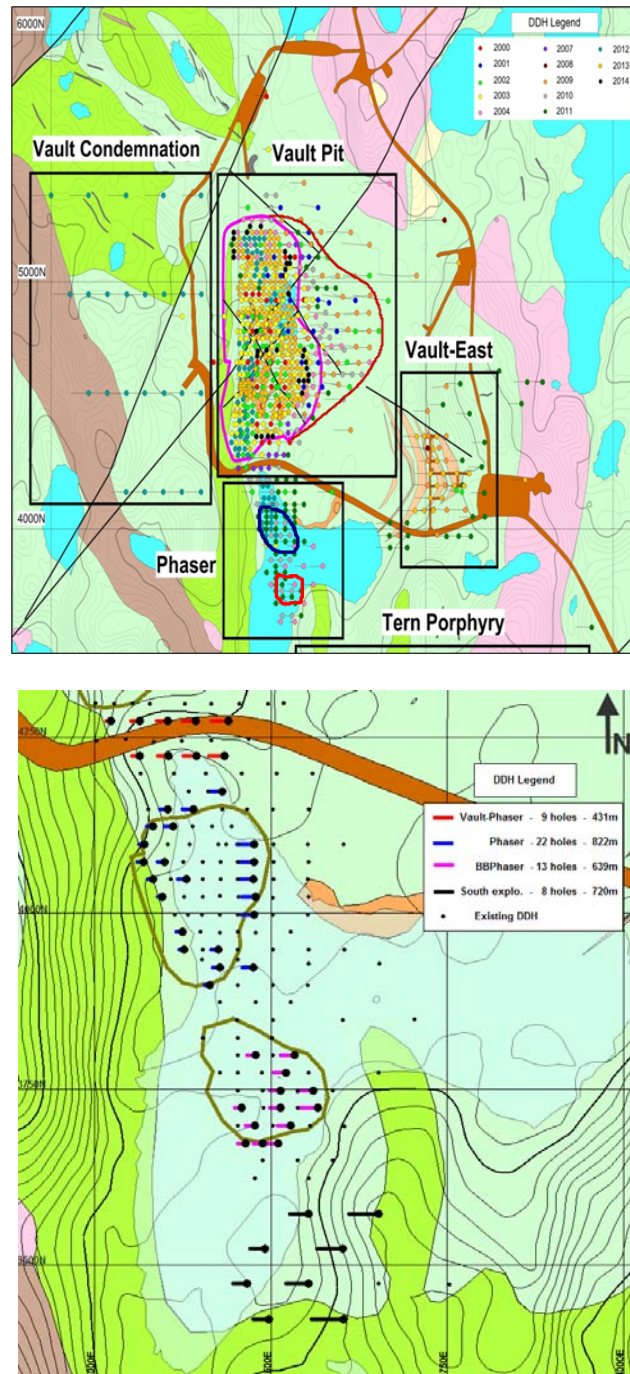 6000N
DDH Legend
2000 2007 2012
2001 2008 2013
2002 2009 2014
2003 2010
2004 2011
Vault Condemnation
Vault Pit
5000N
Vault-East
4000N
Phaser
Tern Porphyry
4250N
N
DDH Legend
Vault-Phaser - 9 holes - 431m
Phaser - 22 holes - 822m
BBPhaser - 13 holes - 639m
South explo. - 8 holes - 720m
Existing DDH
3750N